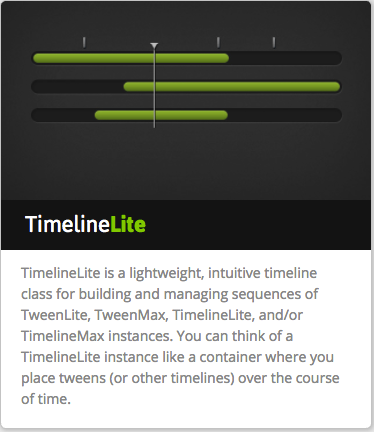 TimelineLite
TimelineLite is a lightweight, intuitive timeline
class for building and managing sequences of
TweenLite, TweenMax, TimelineLite, and/or
TimelineMax instances. You can think of a
TimelineLite instance like a container where you
place tweens (or other timelines) over the course
of time.